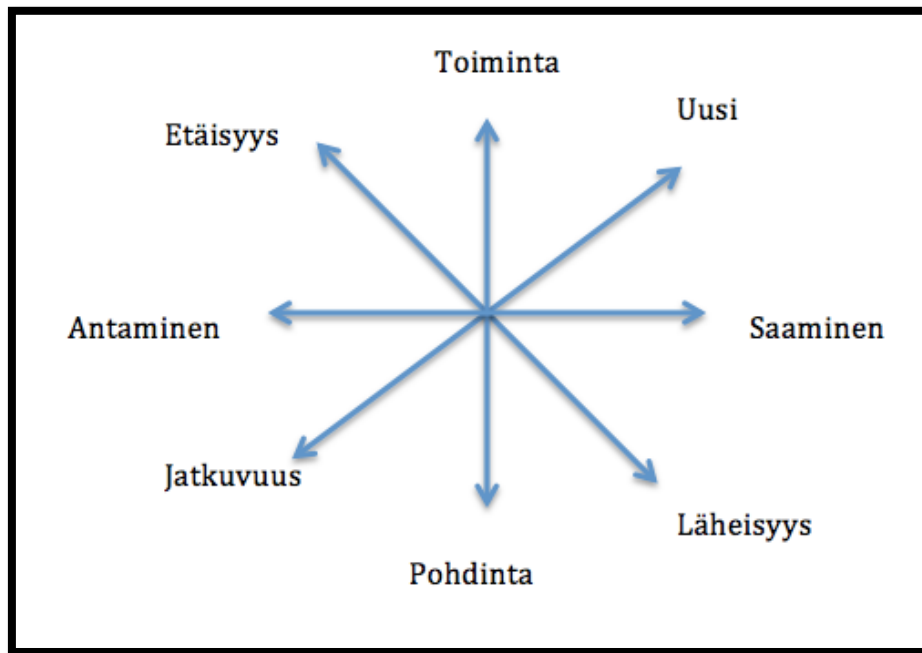 Toiminta
Uusi
Etäisyys
Antaminen
Saaminen
Jatkuvuus
Läheisyys
Pohdinta